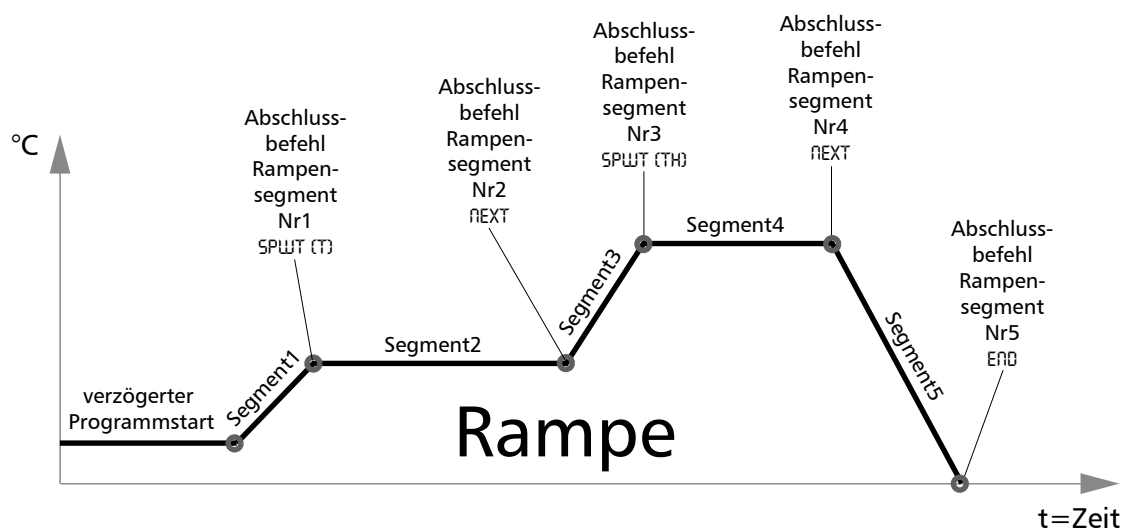 °C
Abschluss-
befehl
Rampen-
segment
Nr1
SPWT (T)
Abschluss-
befehl
Rampen-
segment
Nr2
NEXT
Abschluss-
befehl
Rampen-
segment
Nr3
SPWT (TH)
Abschluss-
befehl
Rampen-
segment
Nr4
NEXT
Abschluss-
befehl
Rampen-
segment
Nr5
END
verzögerter
Programmstart
Segment1
Segment2
Segment3
Segment4
Segment5
Rampe
t=Zeit